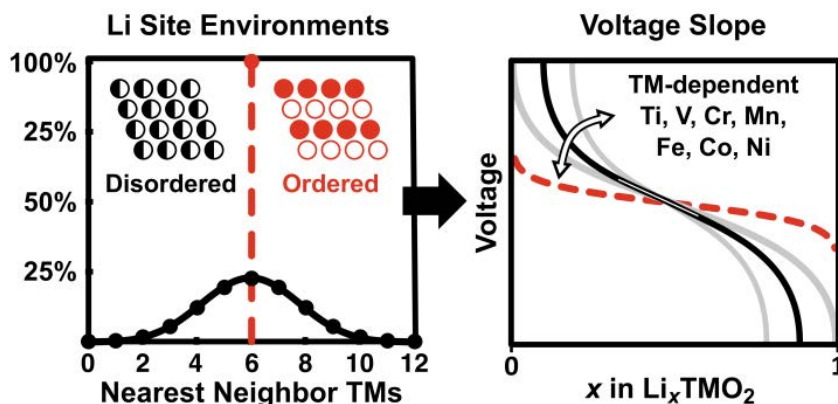 Li Site Environments
100%
25%
50%
25%
Disordered
Ordered
0 2 4 6 8 10 12
Nearest Neighbor TMs
Voltage Slope
TM-dependent
Ti, V, Cr, Mn,
Fe, Co, Ni
Voltage
0 1
x in LixTMO2